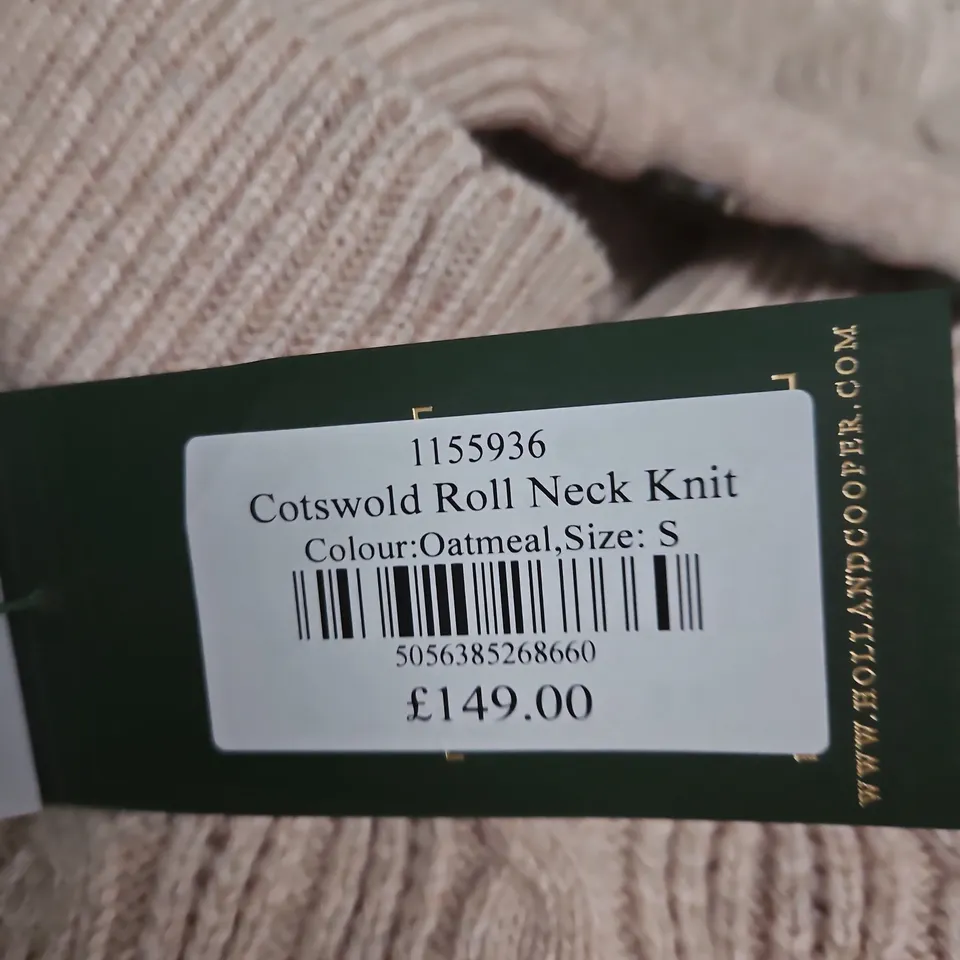 1155936
Cotswold Roll Neck Knit
Colour:Oatmeal,Size: S
5056385268660
£149.00
WWW.HOLLANDCOOPER.COM